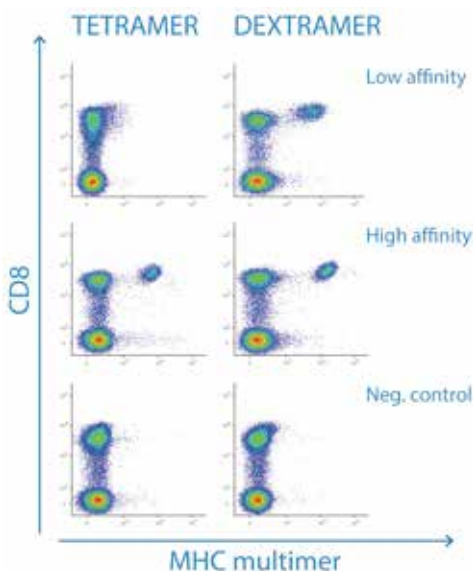 TETRAMER DEXTRAMER
Low affinity
High affinity
Neg. control
CD8
MHC multimer